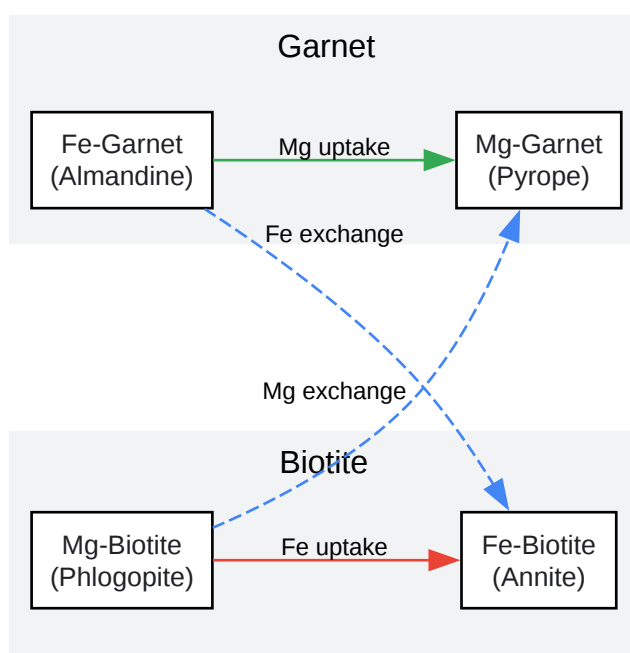 Garnet
Fe-Garnet
(Almandine)
Mg uptake
Mg-Garnet
(Pyrope)
Fe exchange
Mg exchange
Biotite
Mg-Biotite
(Phlogopite)
Fe uptake
Fe-Biotite
(Annite)